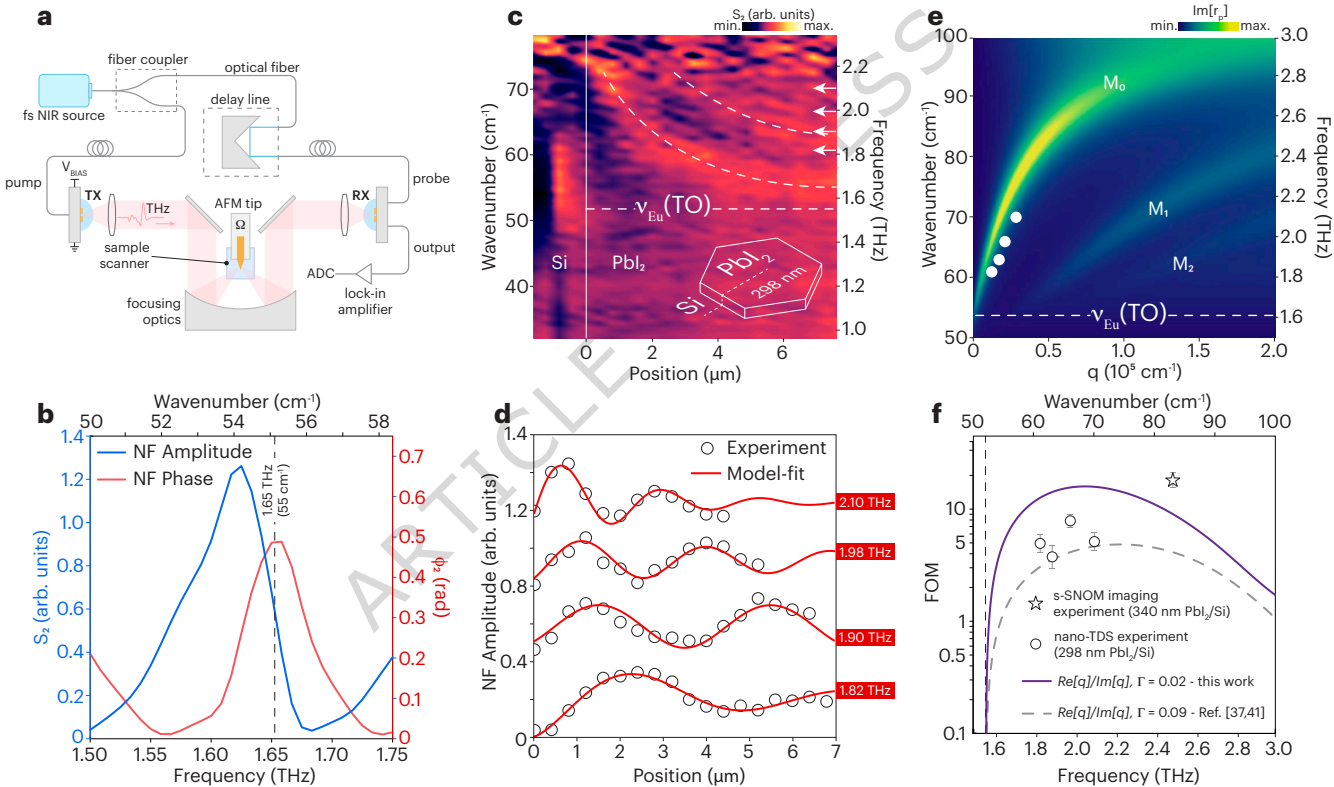 a
fiber coupler
optical fiber
delay line
fs NIR source
pump
V_BIAS
TX
THz
AFM tip
Ω
RX
probe
sample
scanner
output
ADC
lock-in
amplifier
focusing
optics
b
Wavenumber (cm⁻¹)
50 52 54 56 58
NF Amplitude
NF Phase
1.65 THz
(55 cm⁻¹)
S₂ (arb. units)
1.4
1.2
1.0
0.8
0.6
0.4
0.2
0
ϕ₂ (rad)
0.7
0.6
0.5
0.4
0.3
0.2
0.1
0
1.50 1.55 1.60 1.65 1.70 1.75
Frequency (THz)
c
S₂ (arb. units)
min. max.
Wavenumber (cm⁻¹)
70
60
50
40
2.2
2.0
1.8
1.6
1.4
1.2
1.0
Frequency (THz)
ν_Eu(TO)
Si PbI₂
PbI₂
298 nm
Si
0 2 4 6
Position (µm)
d
NF Amplitude (arb. units)
1.4
1.2
0.8
0.4
0
Experiment
Model-fit
2.10 THz
1.98 THz
1.90 THz
1.82 THz
0 1 2 3 4 5 6 7
Position (µm)
e
Im[r_p]
min. max.
Wavenumber (cm⁻¹)
100
90
80
70
60
50
3.0
2.8
2.6
2.4
2.2
2.0
1.8
1.6
Frequency (THz)
M₀
M₁
M₂
ν_Eu(TO)
0 0.5 1.0 1.5 2.0
q (10⁵ cm⁻¹)
f
Wavenumber (cm⁻¹)
50 60 70 80 90 100
FOM
10
5
1
0.5
0.1
s-SNOM imaging
experiment (340 nm PbI₂/Si)
nano-TDS experiment
(298 nm PbI₂/Si)
Re[q]/Im[q], Γ = 0.02 - this work
Re[q]/Im[q], Γ = 0.09 - Ref. [37,41]
1.6 1.8 2.0 2.2 2.4 2.6 2.8 3.0
Frequency (THz)